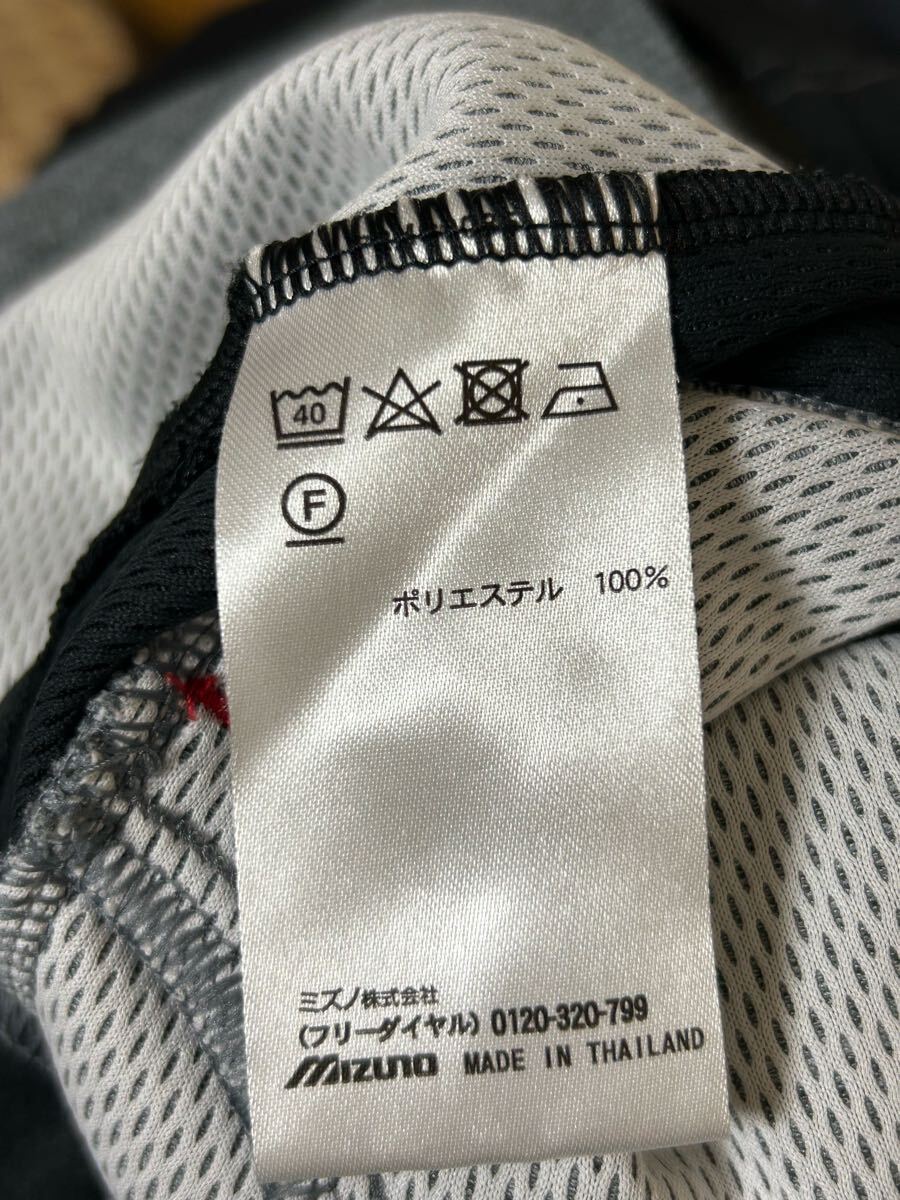 40
F
ポリエステル 100%
ミズノ株式会社
(フリーダイヤル) 0120-320-799
MIZUNO MADE IN THAILAND